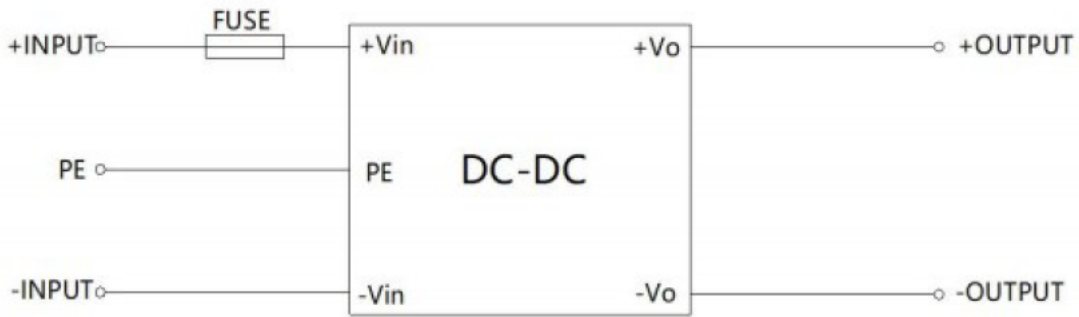 FUSE
+INPUT +Vin +Vo +OUTPUT
PE PE DC-DC
-INPUT -Vin -Vo -OUTPUT